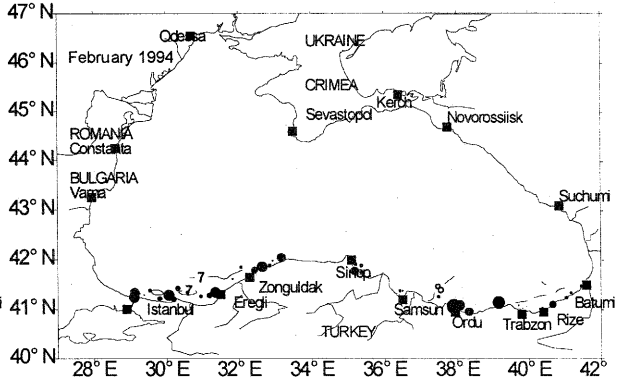 47° N
Odessa
UKRAINE
February 1994
46° N
CRIMEA
Kerch
45° N
Sevastopol
Novorossiisk
ROMANIA
Constanta
44° N
BULGARIA
Varna
Suchumi
43° N
42° N
7
Sinop
8
Zonguldak
7
Batumi
41° N
Istanbul
Eregli
Samsun
Ordu
Trabzon
Rize
TURKEY
40° N
28° E
30° E
32° E
34° E
36° E
38° E
40° E
42°